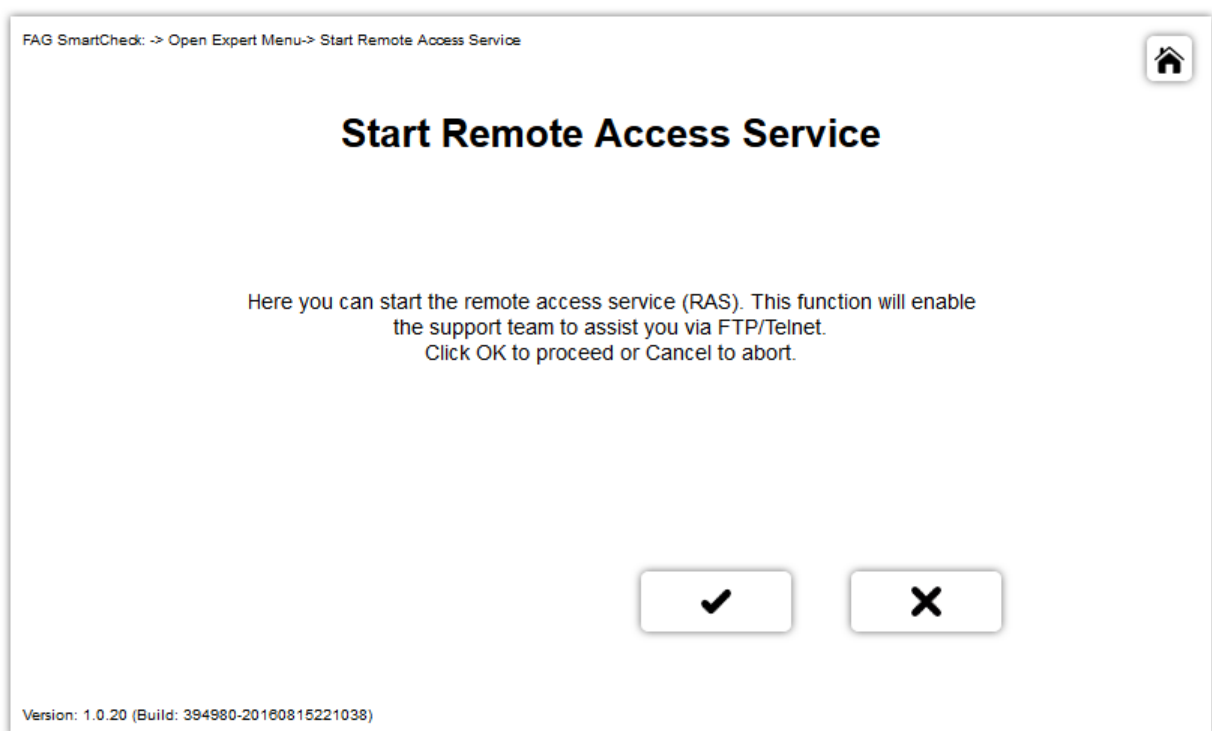 FAG SmartCheck: -> Open Expert Menu-> Start Remote Access Service
Start Remote Access Service
Here you can start the remote access service (RAS). This function will enable
the support team to assist you via FTP/Telnet.
Click OK to proceed or Cancel to abort.
Version: 1.0.20 (Build: 394980-20160815221038)